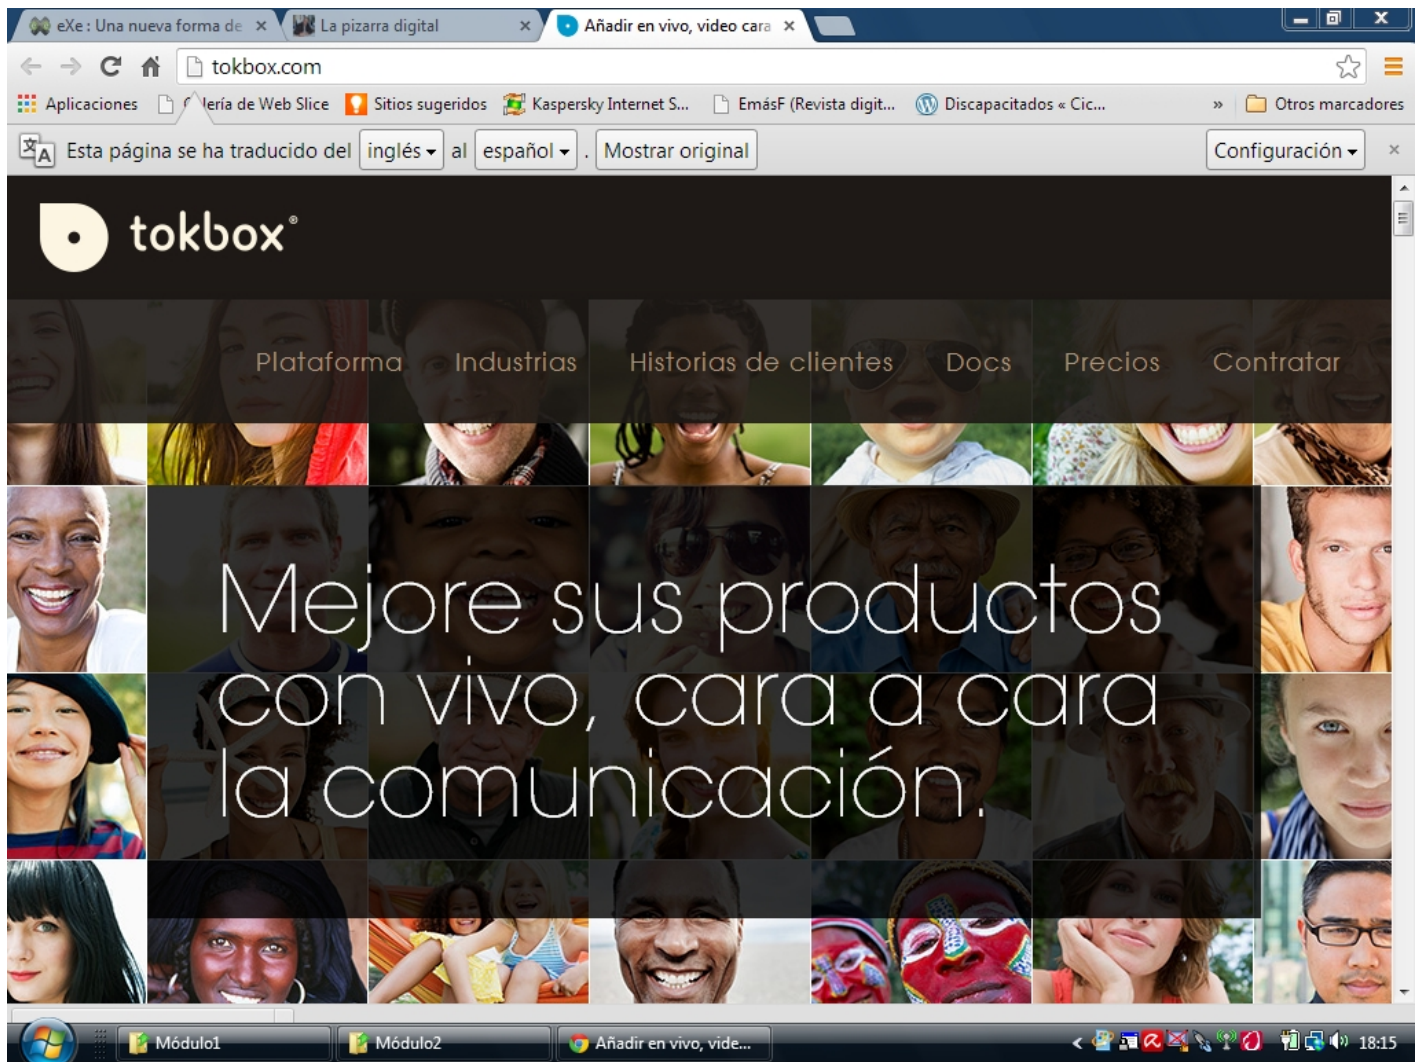 eXe : Una nueva forma de
La pizarra digital
Añadir en vivo, video cara
tokbox.com
Aplicaciones
lería de Web Slice
Sitios sugeridos
Kaspersky Internet S...
EmásF (Revista digit...
Discapacitados « Cic...
»
Otros marcadores
Esta página se ha traducido del inglés al español . Mostrar original
Configuración
tokbox®
Plataforma Industrias Historias de clientes Docs Precios Contratar
Mejore sus productos
con vivo, cara a cara
la comunicación.
Módulo1
Módulo2
Añadir en vivo, vide...
18:15